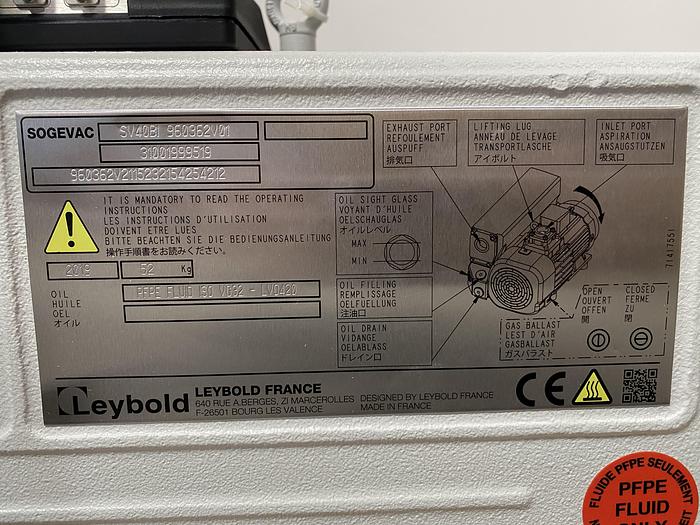 SOGEVAC
SV40BI 960362V01
31001999519
960362V2115232154254212
EXHAUST PORT
REFOULEMENT
AUSPUFF
排気口
LIFTING LUG
ANNEAU DE LEVAGE
TRANSPORTLASCHE
アイボルト
INLET PORT
ASPIRATION
ANSAUGSTUTZEN
吸気口
IT IS MANDATORY TO READ THE OPERATING
INSTRUCTIONS
LES INSTRUCTIONS D'UTILISATION
DOIVENT ETRE LUES
BITTE BEACHTEN SIE DIE BEDIENUNGSANLEITUNG
操作手順書をお読みください。
2019
52 Kg
OIL
HUILE
OEL
オイル
PFPE FLUID ISO VG92 - LVO420
OIL SIGHT GLASS
VOYANT D'HUILE
OELSCHAUGLAS
オイルレベル
MAX
MIN
OIL FILLING
REMPLISSAGE
OELFUELLUNG
注油口
OIL DRAIN
VIDANGE
OELABLASS
ドレイン口
GAS BALLAST
LEST D'AIR
GASBALLAST
ガスバラスト
OPEN
OUVERT
OFFEN
開
CLOSED
FERME
ZU
閉
71417551
Leybold
LEYBOLD FRANCE
640 RUE A.BERGES, ZI MARCEROLLES
F-26501 BOURG LES VALENCE
DESIGNED BY LEYBOLD FRANCE
MADE IN FRANCE
CE
FLUIDE PFPE SEULEMENT
PFPE
FLUID